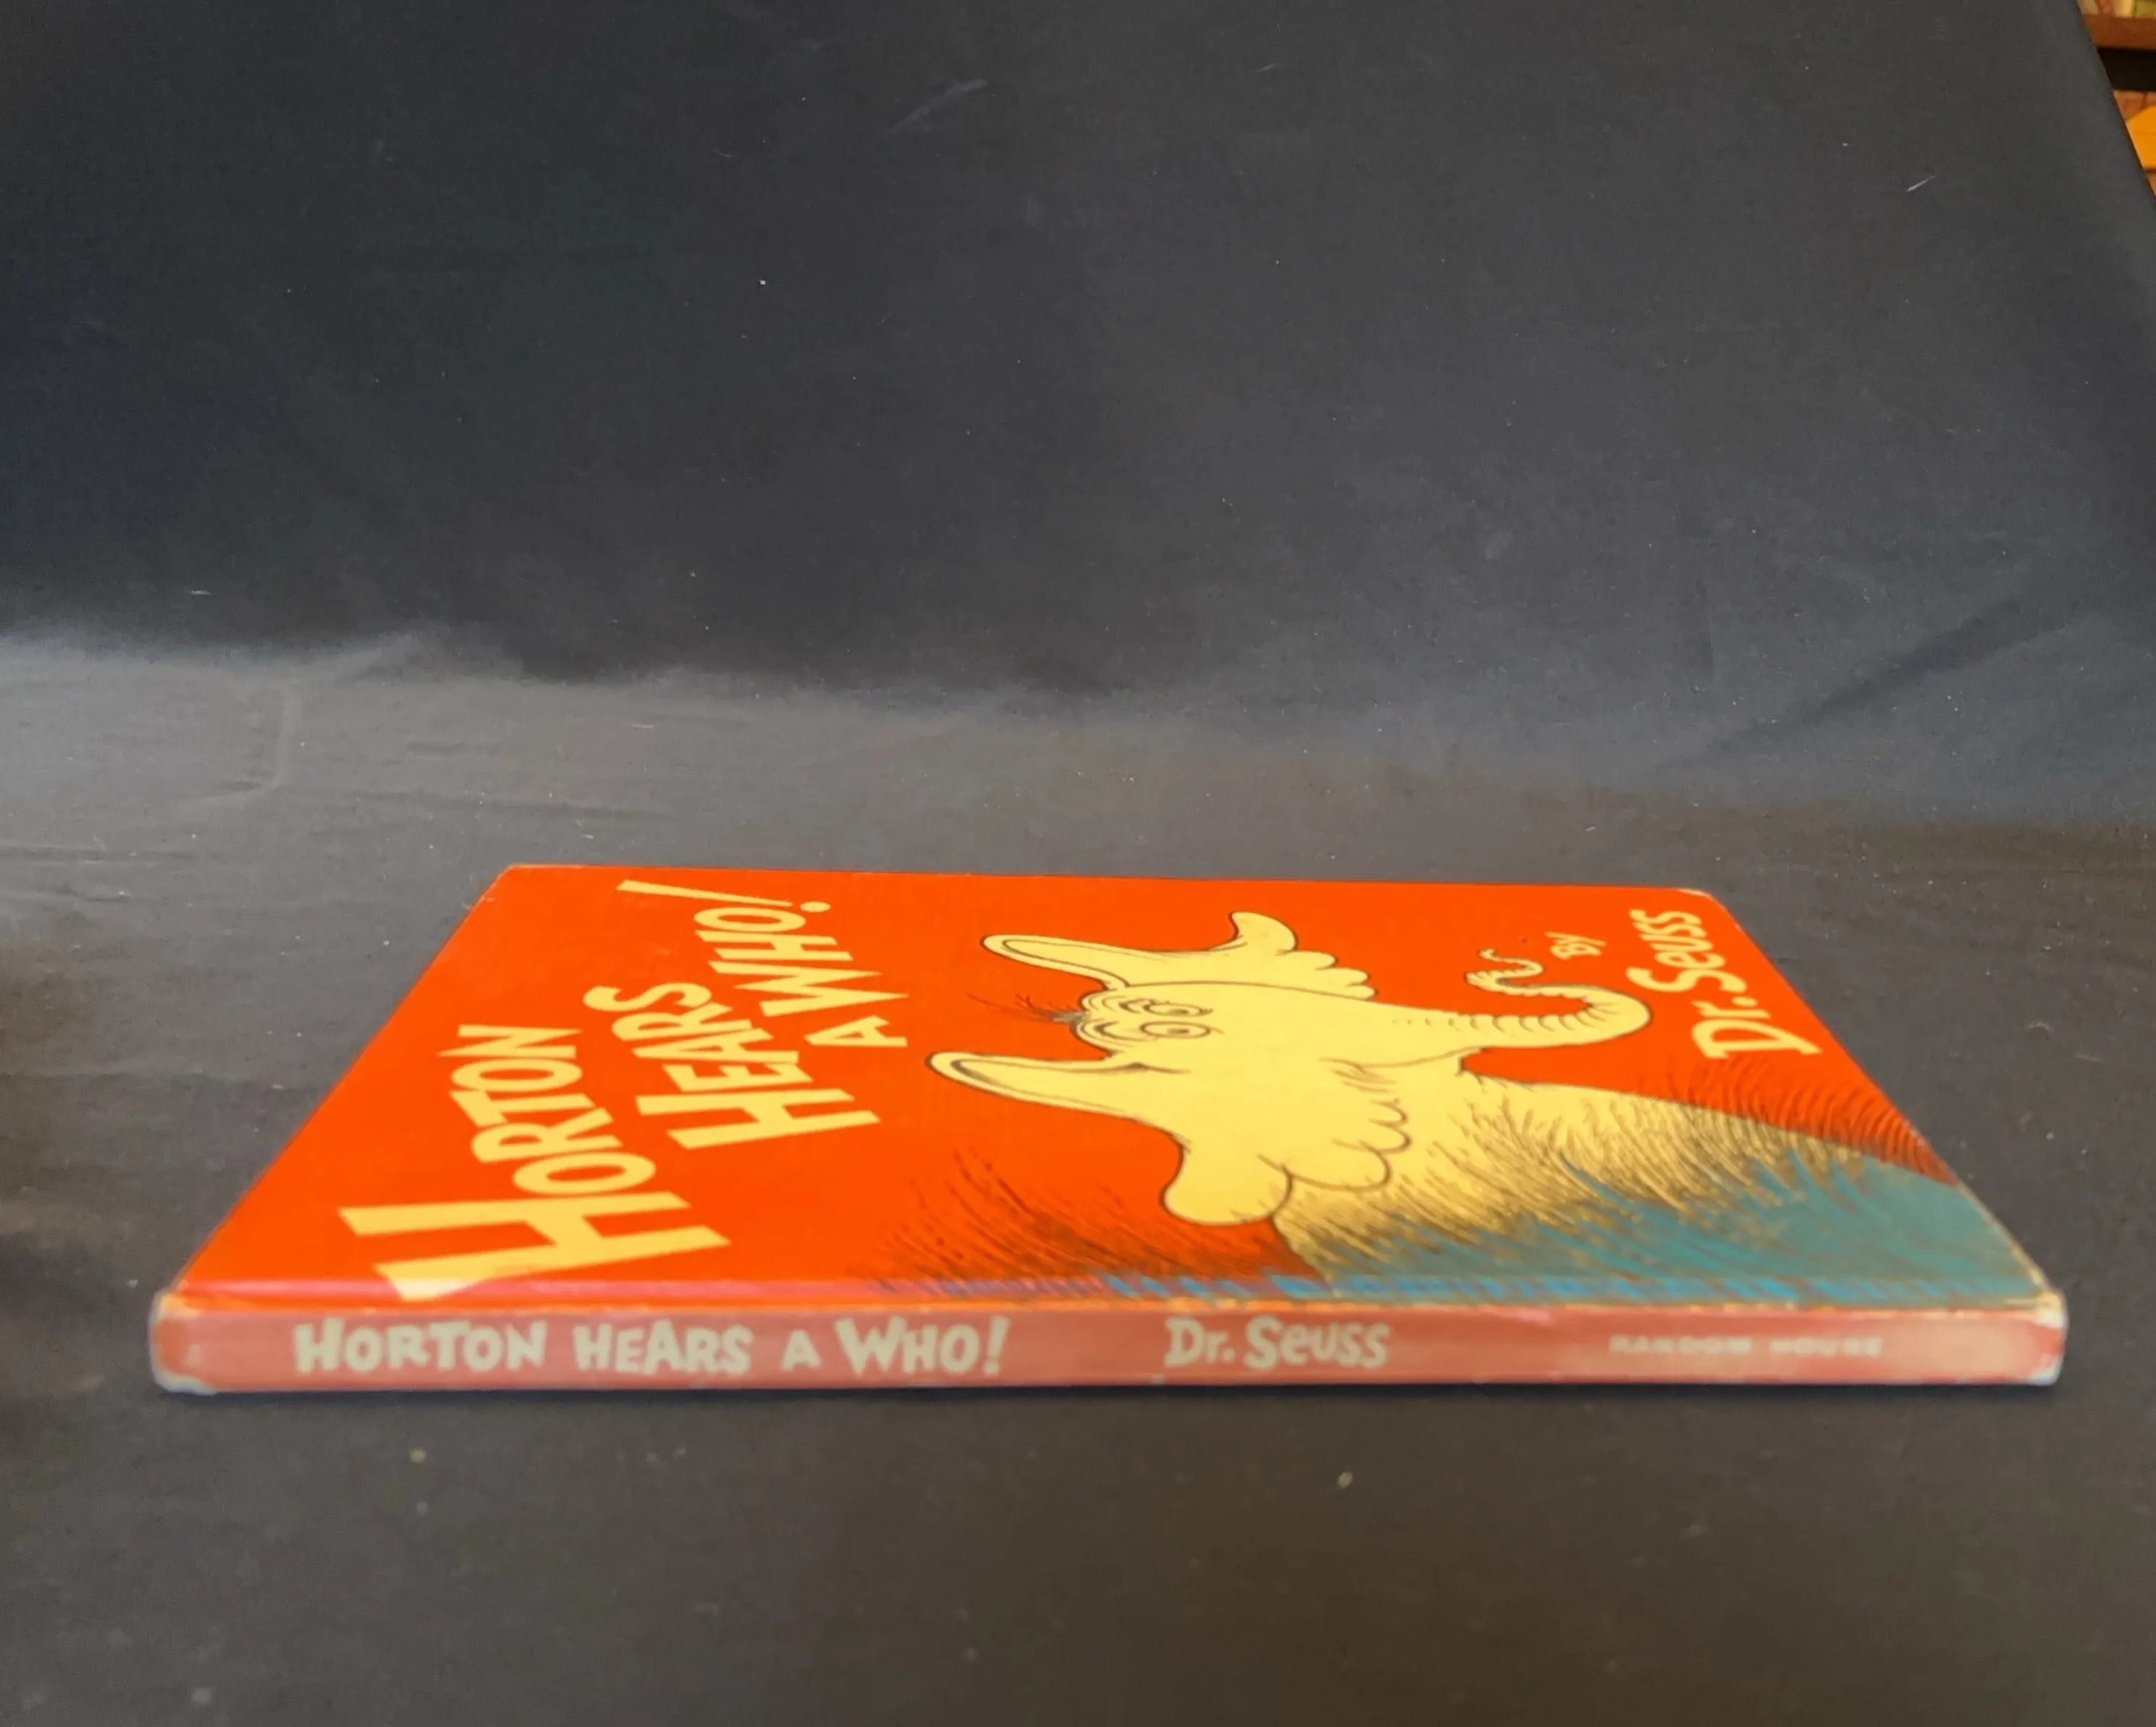 HORTON
HEARS
A WHO!
by
Dr. Seuss
HORTON HEARS A WHO! Dr. Seuss RANDOM HOUSE